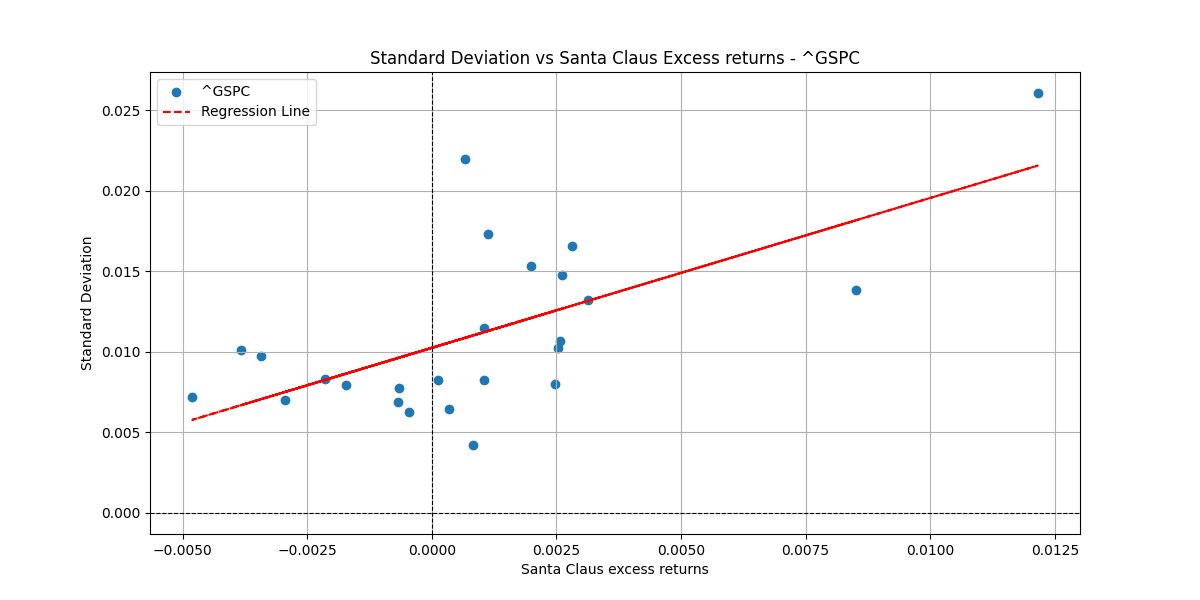 Standard Deviation vs Santa Claus Excess returns - ^GSPC
^GSPC
Regression Line
Standard Deviation
0.025
0.020
0.015
0.010
0.005
0.000
−0.0050 −0.0025 0.0000 0.0025 0.0050 0.0075 0.0100 0.0125
Santa Claus excess returns